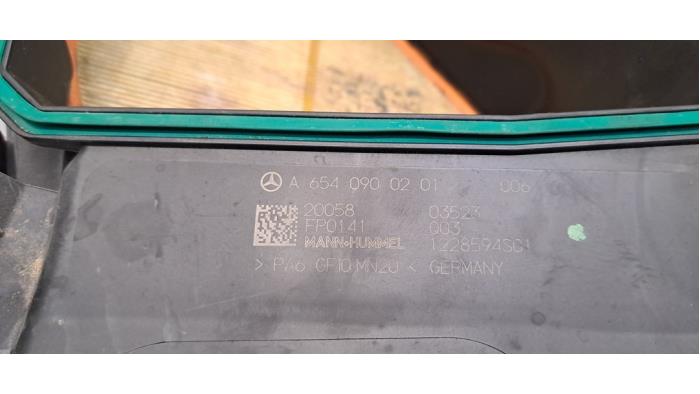 A 654 090 02 01 006
20058 03523
FP0141 003
MANN+HUMMEL 1228594S01
> PA6 GF10 MN20 < GERMANY